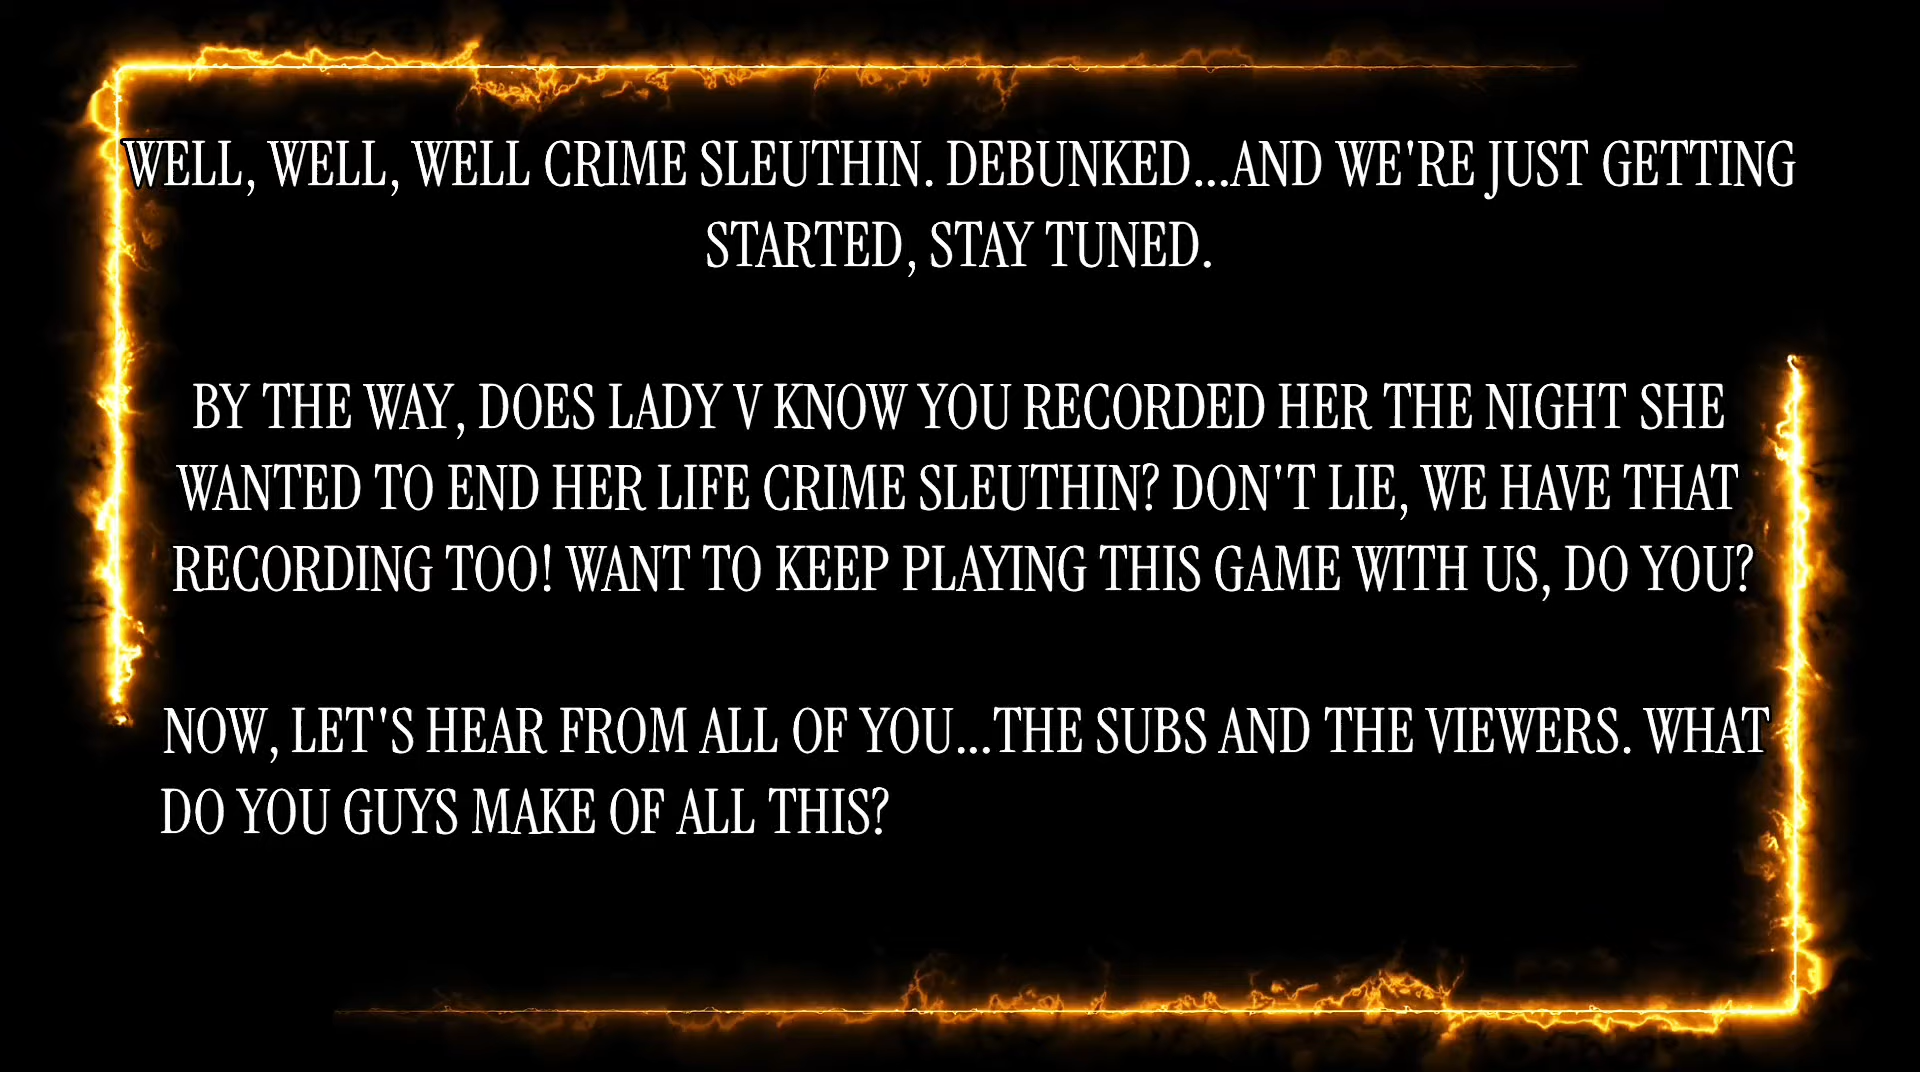 WELL, WELL, WELL CRIME SLEUTHIN. DEBUNKED...AND WE'RE JUST GETTING
STARTED, STAY TUNED.
BY THE WAY, DOES LADY V KNOW YOU RECORDED HER THE NIGHT SHE
WANTED TO END HER LIFE CRIME SLEUTHIN? DON'T LIE, WE HAVE THAT
RECORDING TOO! WANT TO KEEP PLAYING THIS GAME WITH US, DO YOU?
NOW, LET'S HEAR FROM ALL OF YOU...THE SUBS AND THE VIEWERS. WHAT
DO YOU GUYS MAKE OF ALL THIS?